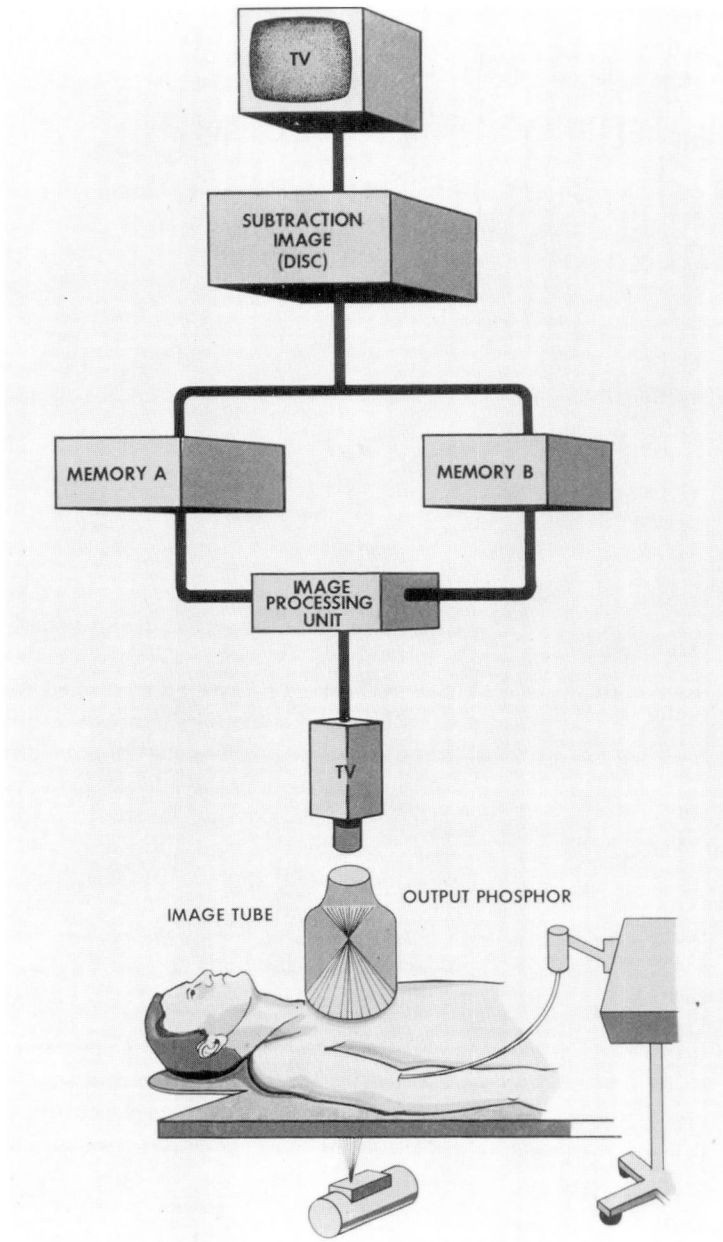 TV
SUBTRACTION
IMAGE
(DISC)
MEMORY A
MEMORY B
IMAGE
PROCESSING
UNIT
TV
IMAGE TUBE
OUTPUT PHOSPHOR